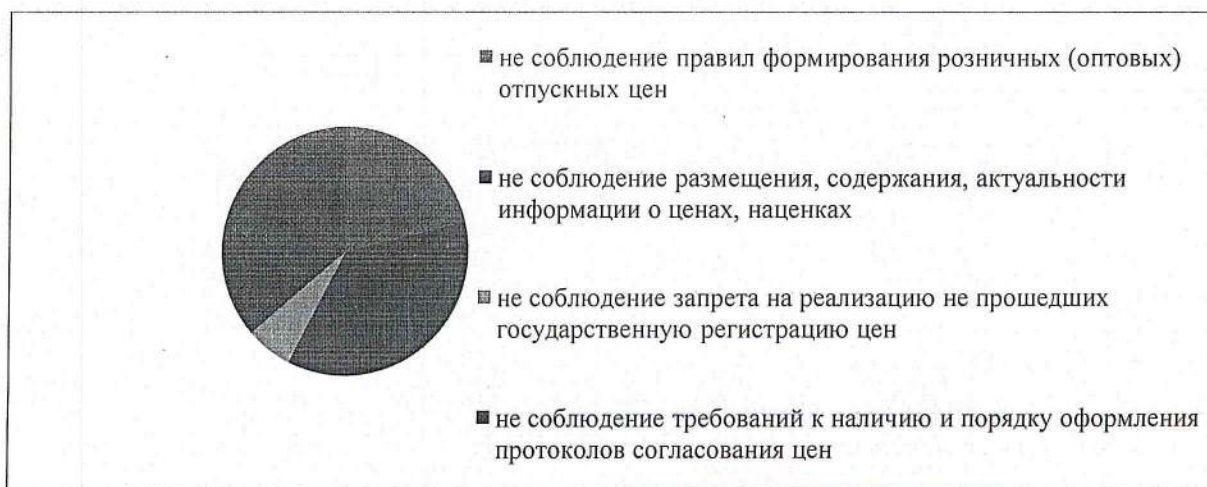 не соблюдение правил формирования розничных (оптовых)
отпускных цен
не соблюдение размещения, содержания, актуальности
информации о ценах, наценках
не соблюдение запрета на реализацию не прошедших
государственную регистрацию цен
не соблюдение требований к наличию и порядку оформления
протоколов согласования цен